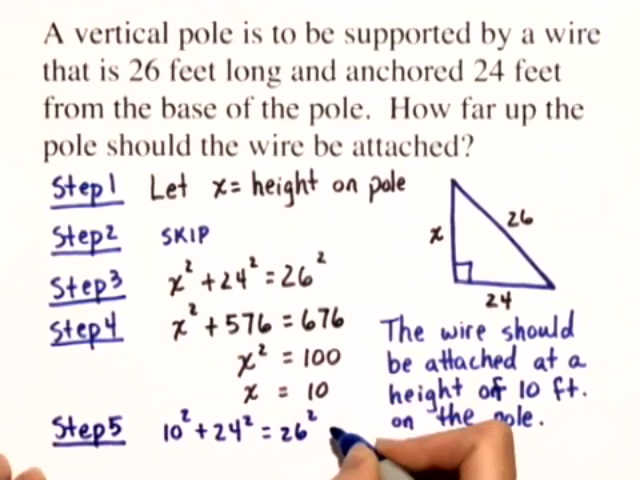 A vertical pole is to be supported by a wire
that is 26 feet long and anchored 24 feet
from the base of the pole. How far up the
pole should the wire be attached?
Step1 Let x = height on pole
Step2 SKIP
Step3 x² + 24² = 26²
Step4 x² + 576 = 676
x² = 100
x = 10
Step5 10² + 24² = 26²
x
26
24
The wire should
be attached at a
height of 10 ft.
on the pole.